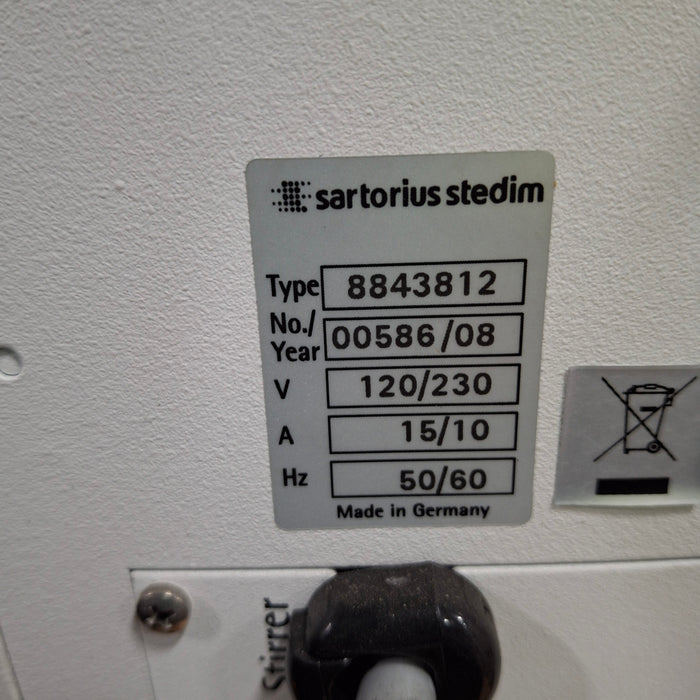 sartorius stedim
Type 8843812
No./
Year 00586/08
V 120/230
A 15/10
Hz 50/60
Made in Germany
Stirrer